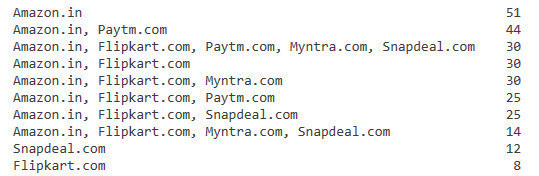 Amazon.in 51
Amazon.in, Paytm.com 44
Amazon.in, Flipkart.com, Paytm.com, Myntra.com, Snapdeal.com 30
Amazon.in, Flipkart.com 30
Amazon.in, Flipkart.com, Myntra.com 30
Amazon.in, Flipkart.com, Paytm.com 25
Amazon.in, Flipkart.com, Snapdeal.com 25
Amazon.in, Flipkart.com, Myntra.com, Snapdeal.com 14
Snapdeal.com 12
Flipkart.com 8